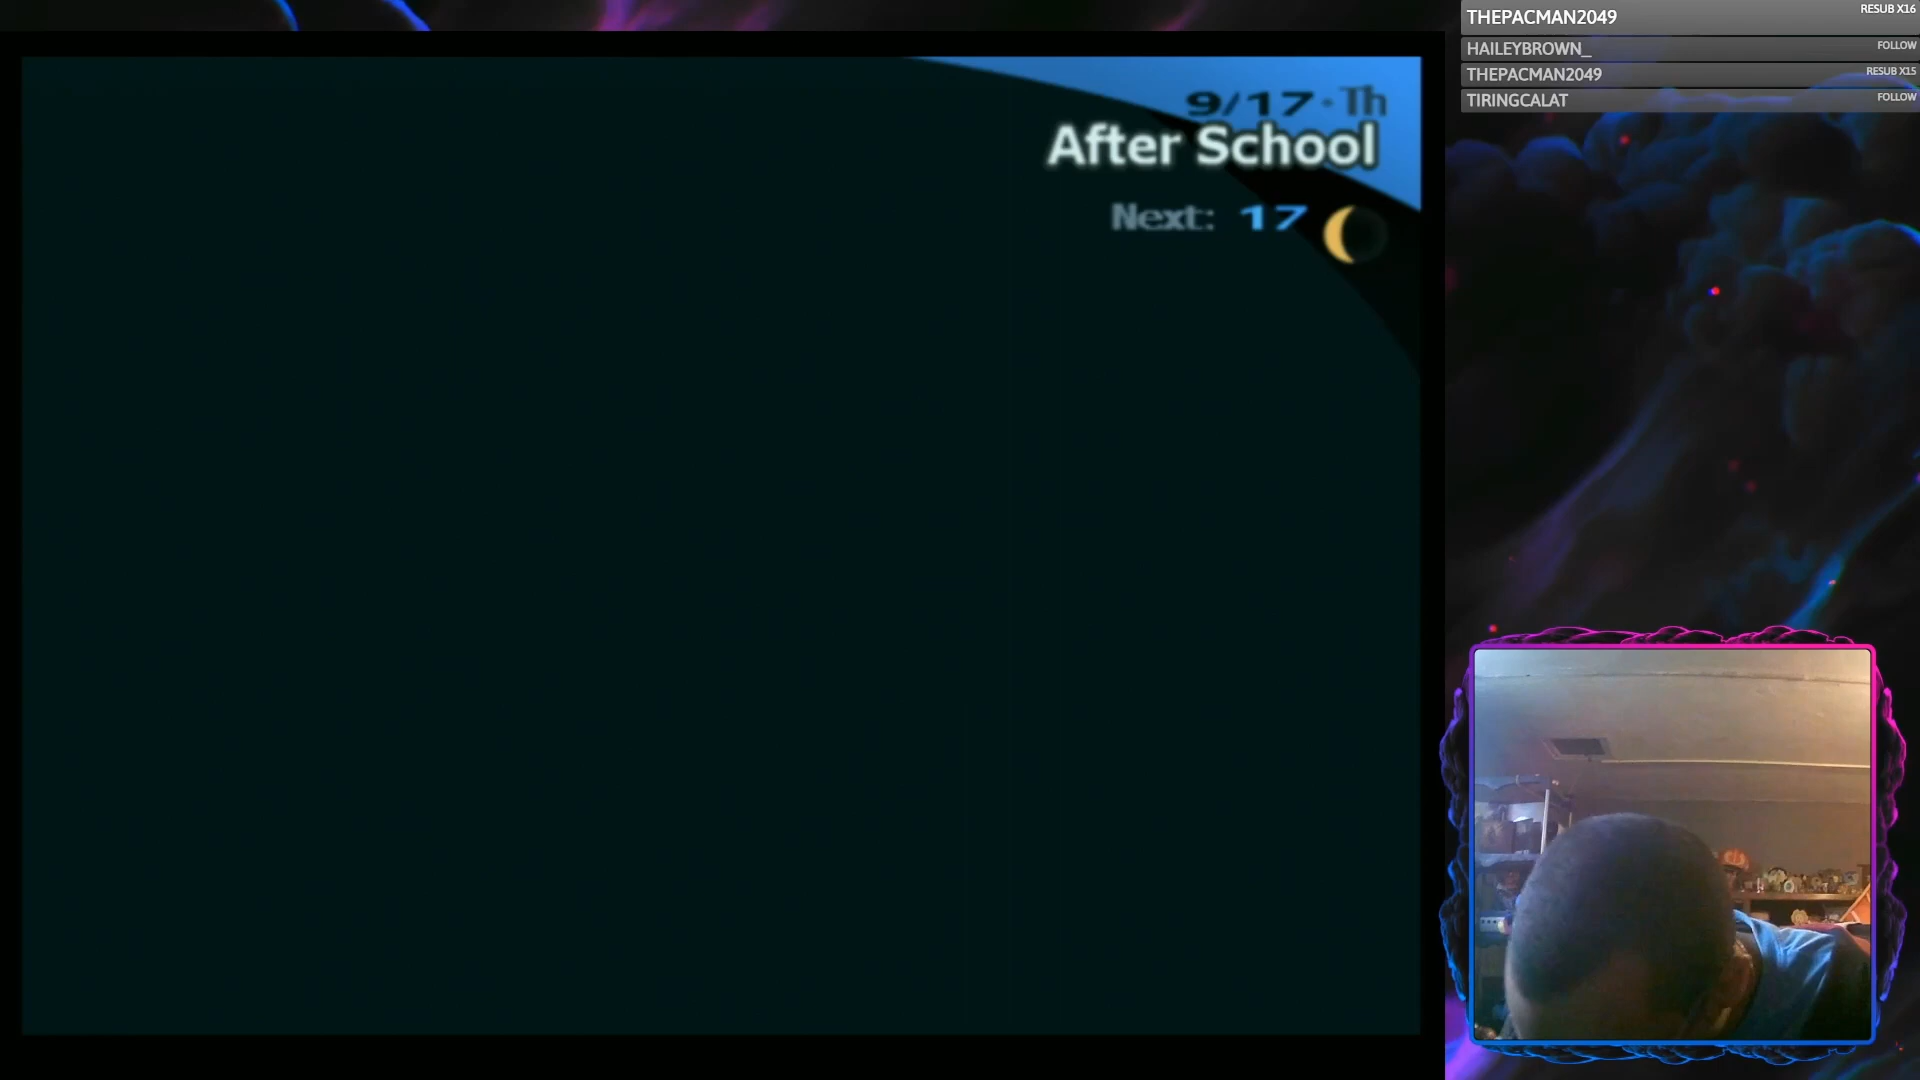 9/17 · Th
After School
Next: 17
THEPACMAN2049 RESUB X16
HAILEYBROWN_ FOLLOW
THEPACMAN2049 RESUB X15
TIRINGCALAT FOLLOW